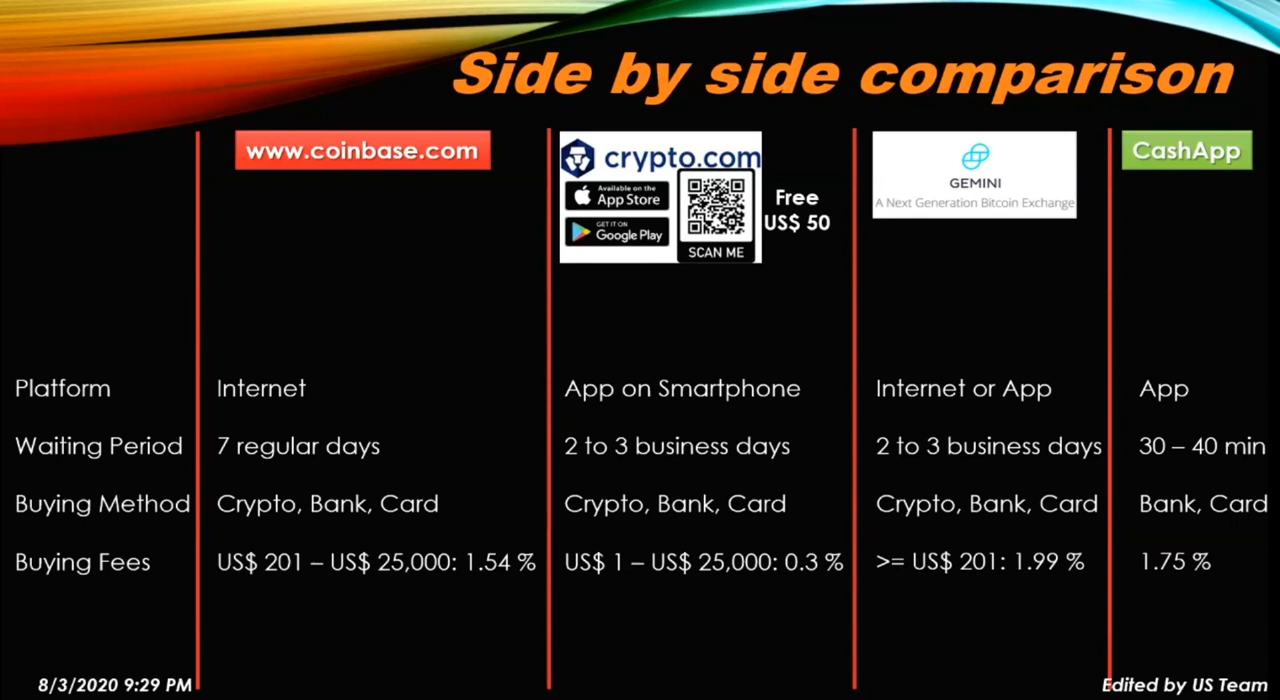 Side by side comparison
www.coinbase.com
crypto.com
Available on the
App Store
GET IT ON
Google Play
SCAN ME
Free
US$ 50
GEMINI
A Next Generation Bitcoin Exchange
CashApp
Platform Internet App on Smartphone Internet or App App
Waiting Period 7 regular days 2 to 3 business days 2 to 3 business days 30 – 40 min
Buying Method Crypto, Bank, Card Crypto, Bank, Card Crypto, Bank, Card Bank, Card
Buying Fees US$ 201 – US$ 25,000: 1.54 % US$ 1 – US$ 25,000: 0.3 % >= US$ 201: 1.99 % 1.75 %
8/3/2020 9:29 PM
Edited by US Team